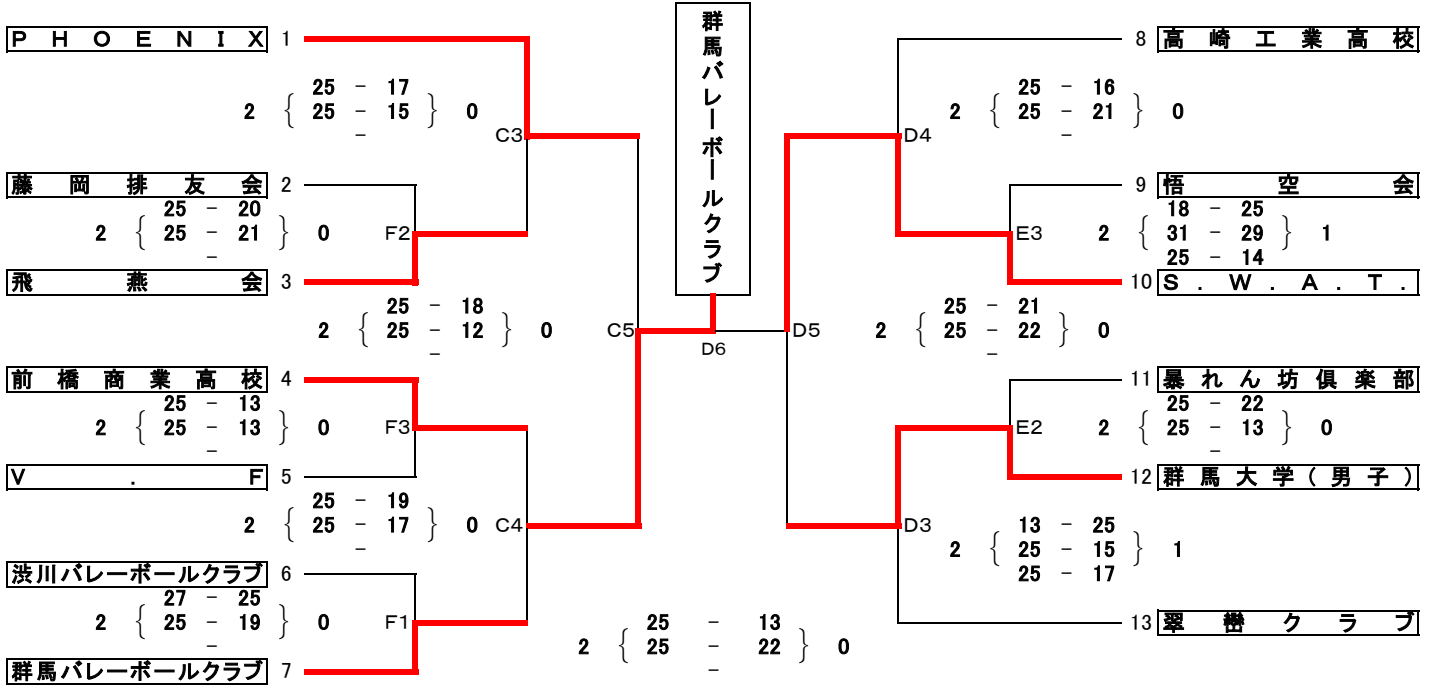 群馬バレーボールクラブ
PHOENIX 1
25 - 17
2 { 25 - 15 } 0
-
C3
藤岡排友会 2
25 - 20
2 { 25 - 21 } 0
-
F2
飛燕会 3
25 - 18
2 { 25 - 12 } 0
-
C5
前橋商業高校 4
25 - 13
2 { 25 - 13 } 0
-
F3
V.F 5
25 - 19
2 { 25 - 17 } 0
-
C4
渋川バレーボールクラブ 6
27 - 25
2 { 25 - 19 } 0
-
F1
群馬バレーボールクラブ 7
D6
25 - 13
2 { 25 - 22 } 0
-
8 高崎工業高校
25 - 16
2 { 25 - 21 } 0
-
D4
9 悟空会
18 - 25
2 { 31 - 29 } 1
25 - 14
E3
10 S.W.A.T.
25 - 21
2 { 25 - 22 } 0
-
D5
11 暴れん坊倶楽部
25 - 22
2 { 25 - 13 } 0
-
E2
12 群馬大学(男子)
D3
13 - 25
2 { 25 - 15 } 1
25 - 17
13 翠巒クラブ